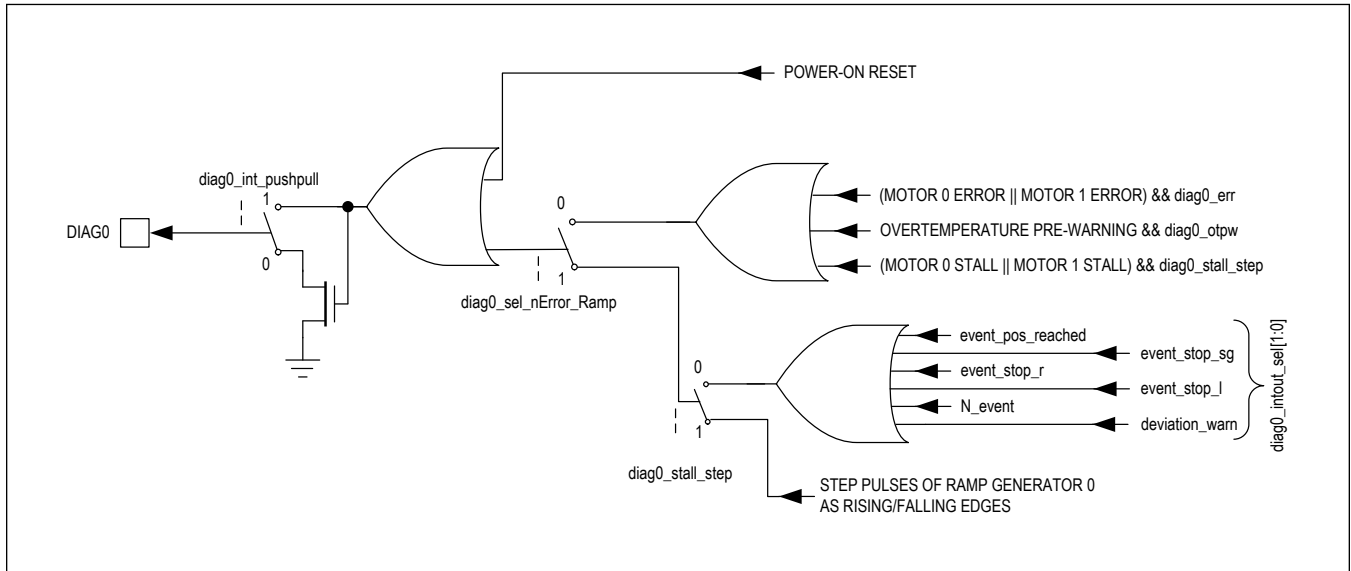 POWER-ON RESET
diag0_int_pushpull
1
DIAG0
0
0
1
diag0_sel_nError_Ramp
(MOTOR 0 ERROR || MOTOR 1 ERROR) && diag0_err
OVERTEMPERATURE PRE-WARNING && diag0_otpw
(MOTOR 0 STALL || MOTOR 1 STALL) && diag0_stall_step
event_pos_reached
event_stop_sg
event_stop_r
event_stop_l
N_event
deviation_warn
diag0_intout_sel[1:0]
0
1
diag0_stall_step
STEP PULSES OF RAMP GENERATOR 0
AS RISING/FALLING EDGES